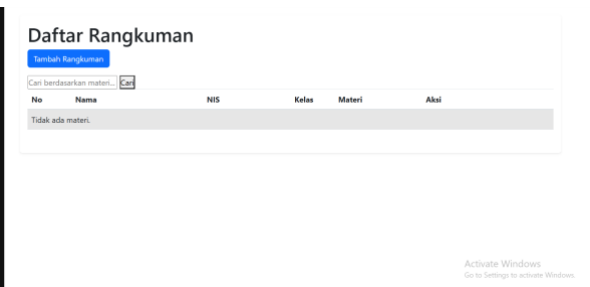 Daftar Rangkuman
Tambah Rangkuman
Cari berdasarkan materi... Cari
No Nama NIS Kelas Materi Aksi
Tidak ada materi.
Activate Windows
Go to Settings to activate Windows.